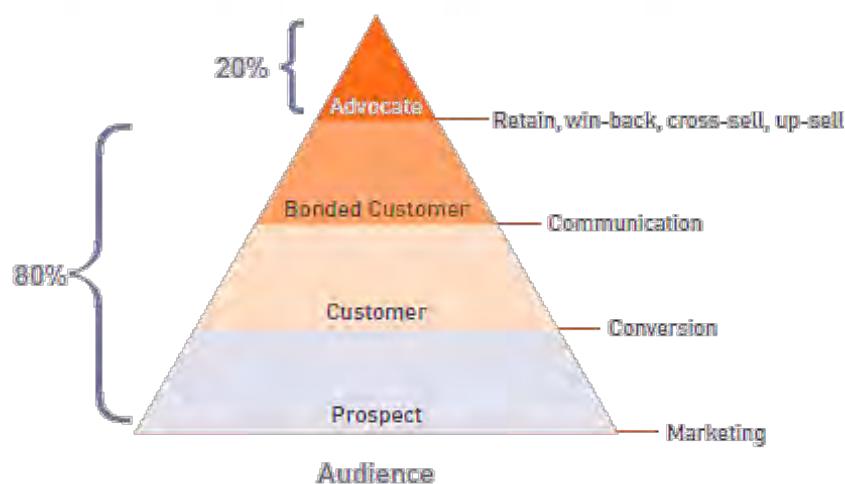 20%
Advocate
Retain, win-back, cross-sell, up-sell
Bonded Customer
Communication
80%
Customer
Conversion
Prospect
Marketing
Audience